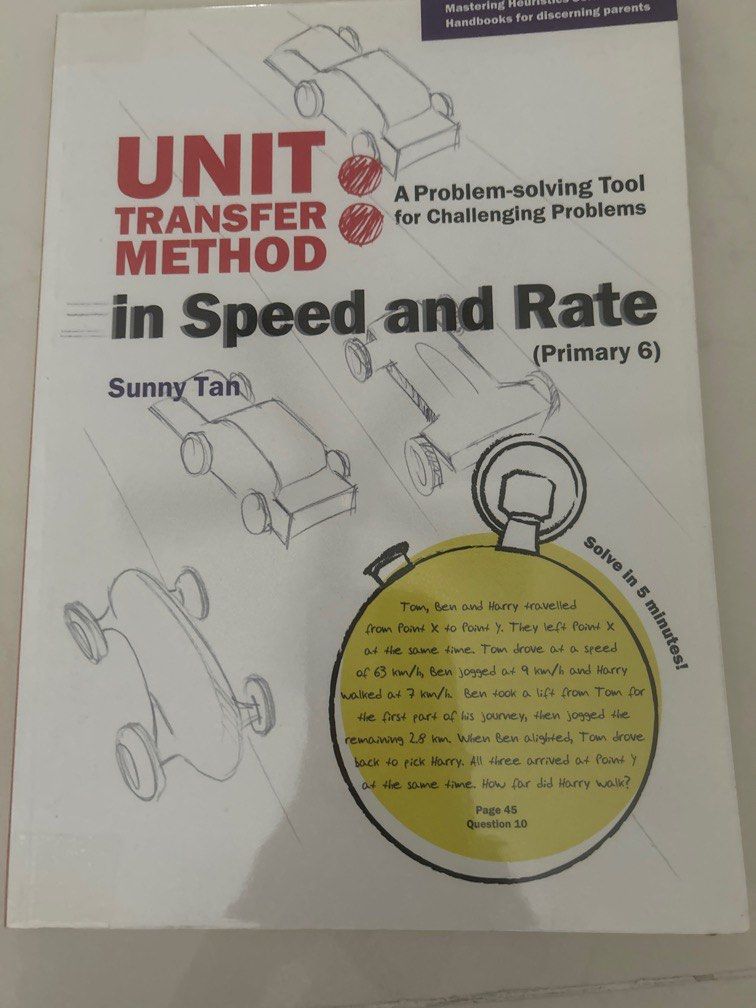 Mastering Heuristics
Handbooks for discerning parents
UNIT
TRANSFER
METHOD
A Problem-solving Tool
for Challenging Problems
in Speed and Rate
(Primary 6)
Sunny Tan
Solve in 5 minutes!
Tom, Ben and Harry travelled
from Point X to Point Y. They left Point X
at the same time. Tom drove at a speed
of 63 km/h, Ben jogged at 9 km/h and Harry
walked at 7 km/h. Ben took a lift from Tom for
the first part of his journey, then jogged the
remaining 2.8 km. When Ben alighted, Tom drove
back to pick Harry. All three arrived at Point Y
at the same time. How far did Harry walk?
Page 45
Question 10